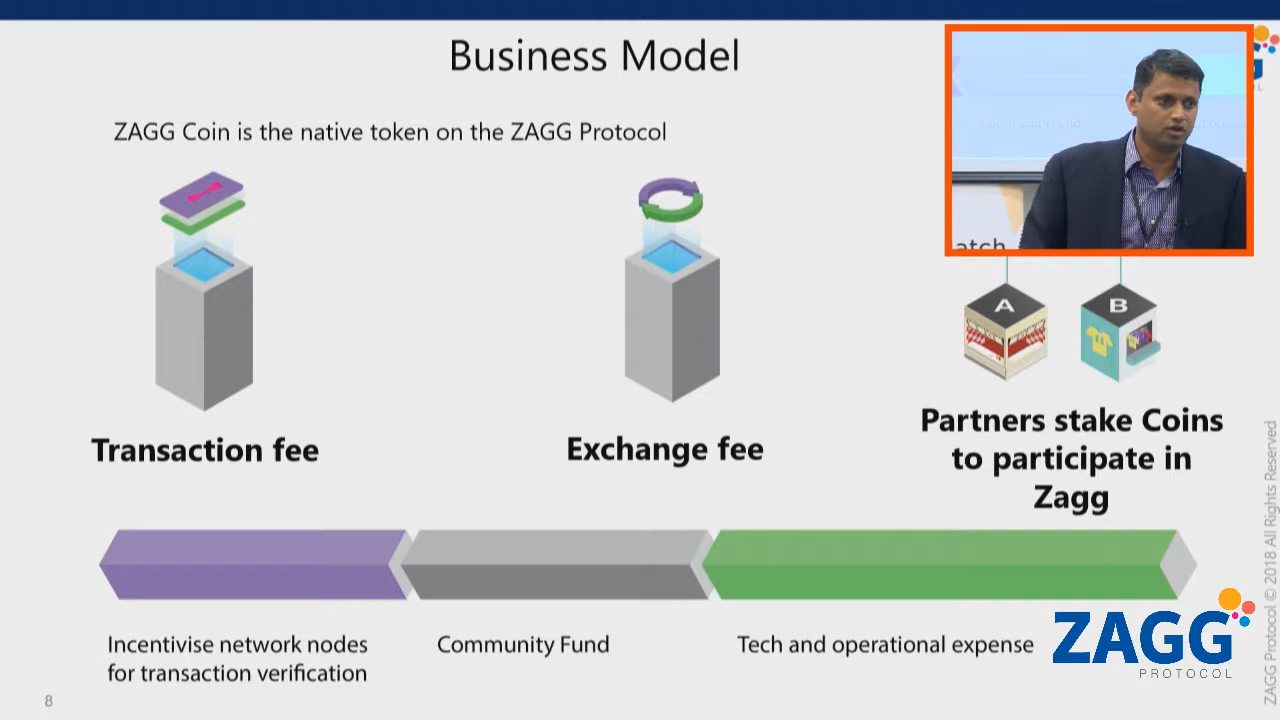 Business Model
ZAGG Coin is the native token on the ZAGG Protocol
atch
A
B
Transaction fee
Exchange fee
Partners stake Coins
to participate in
Zagg
Incentivise network nodes
for transaction verification
Community Fund
Tech and operational expense
ZAGG
PROTOCOL
8
ZAGG Protocol © 2018 All Rights Reserved